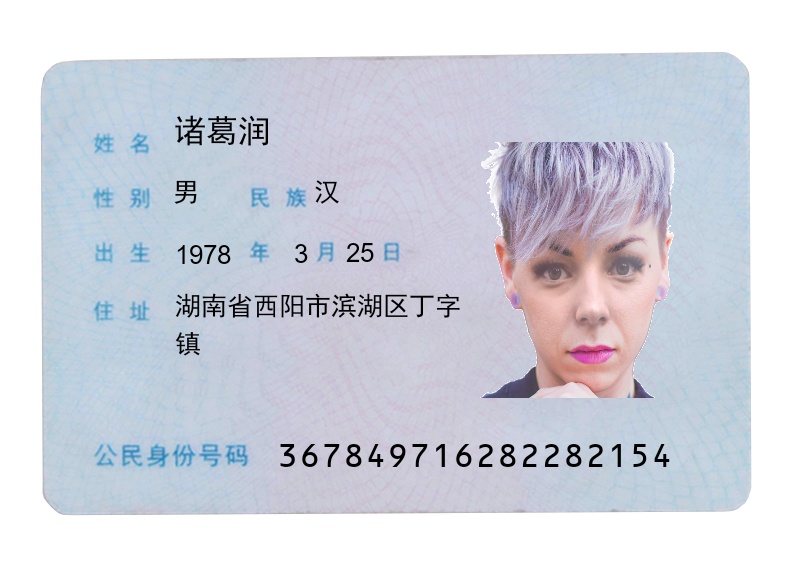 姓名 诸葛润
性别 男 民族 汉
出生 1978 年 3 月 25 日
住址 湖南省西阳市滨湖区丁字
镇
公民身份号码 367849716282282154